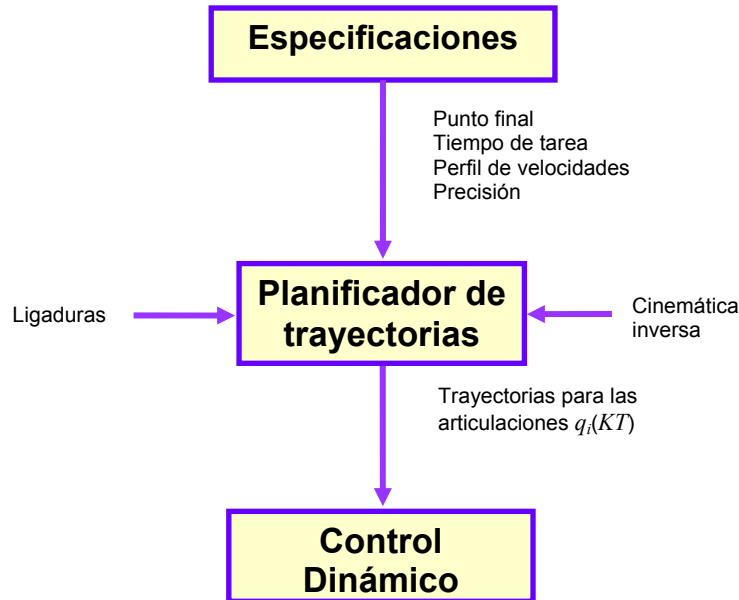 Especificaciones
Punto final
Tiempo de tarea
Perfil de velocidades
Precisión
Ligaduras
Planificador de
trayectorias
Cinemática
inversa
Trayectorias para las
articulaciones qi(KT)
Control
Dinámico